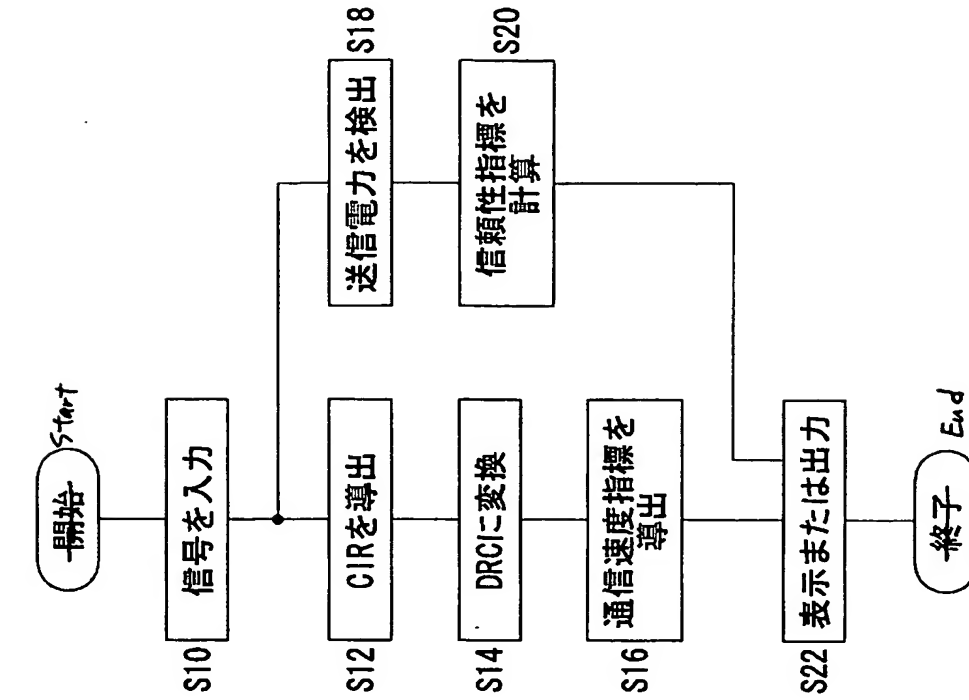 開始
Start
S10
信号を入力
S12
CIRを導出
S14
DRCに変換
S16
通信速度指標を
導出
S18
送信電力を検出
S20
信頼性指標を
計算
S22
表示または出力
終了
End